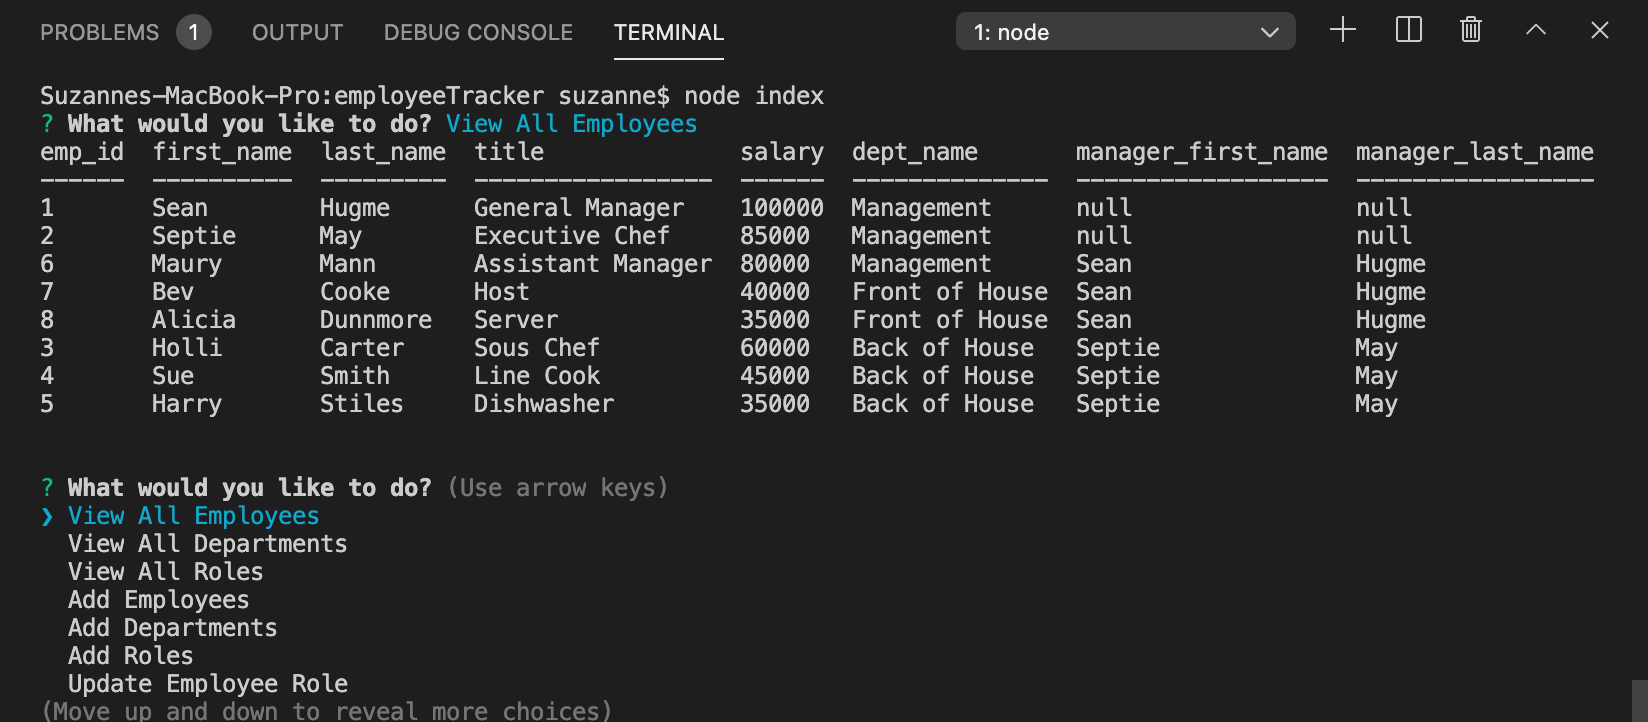 PROBLEMS 1 OUTPUT DEBUG CONSOLE TERMINAL 1: node
Suzannes-MacBook-Pro:employeeTracker suzanne$ node index
? What would you like to do? View All Employees
emp_id first_name last_name title salary dept_name manager_first_name manager_last_name
------ ---------- --------- ----------------- ------ -------------- ------------------ -----------------
1 Sean Hugme General Manager 100000 Management null null
2 Septie May Executive Chef 85000 Management null null
6 Maury Mann Assistant Manager 80000 Management Sean Hugme
7 Bev Cooke Host 40000 Front of House Sean Hugme
8 Alicia Dunnmore Server 35000 Front of House Sean Hugme
3 Holli Carter Sous Chef 60000 Back of House Septie May
4 Sue Smith Line Cook 45000 Back of House Septie May
5 Harry Stiles Dishwasher 35000 Back of House Septie May
? What would you like to do? (Use arrow keys)
❯ View All Employees
View All Departments
View All Roles
Add Employees
Add Departments
Add Roles
Update Employee Role
(Move up and down to reveal more choices)